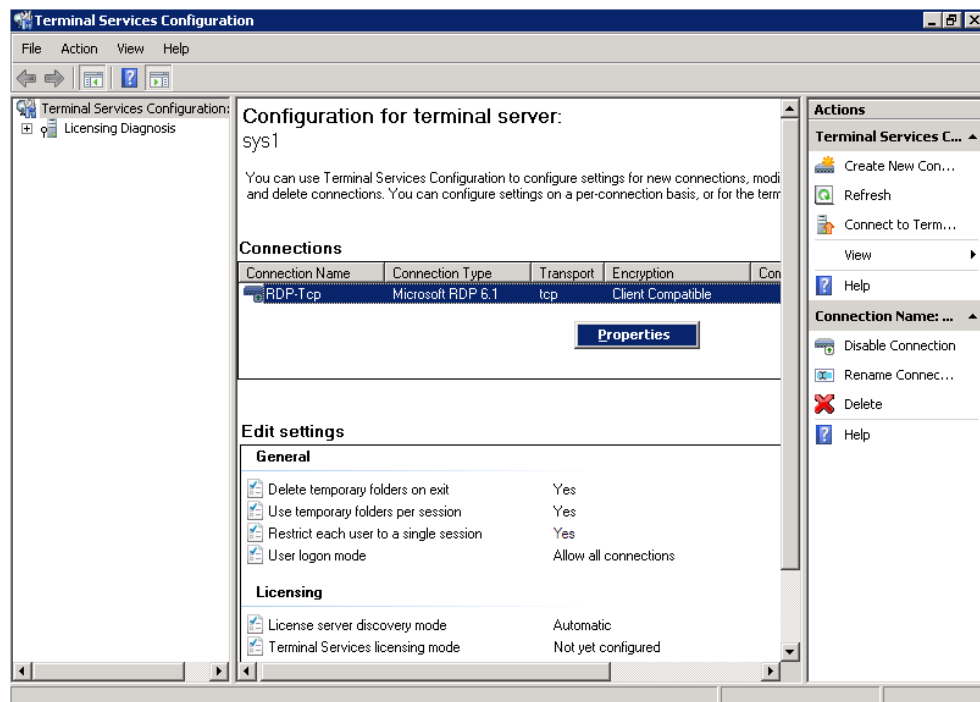 Terminal Services Configuration
File Action View Help
Terminal Services Configuration:
Licensing Diagnosis
Configuration for terminal server:
sys1
You can use Terminal Services Configuration to configure settings for new connections, modi
and delete connections. You can configure settings on a per-connection basis, or for the term
Connections
Connection Name Connection Type Transport Encryption Con
RDP-Tcp Microsoft RDP 6.1 tcp Client Compatible
Properties
Edit settings
General
Delete temporary folders on exit Yes
Use temporary folders per session Yes
Restrict each user to a single session Yes
User logon mode Allow all connections
Licensing
License server discovery mode Automatic
Terminal Services licensing mode Not yet configured
Actions
Terminal Services C...
Create New Con...
Refresh
Connect to Term...
View
Help
Connection Name: ...
Disable Connection
Rename Connec...
Delete
Help